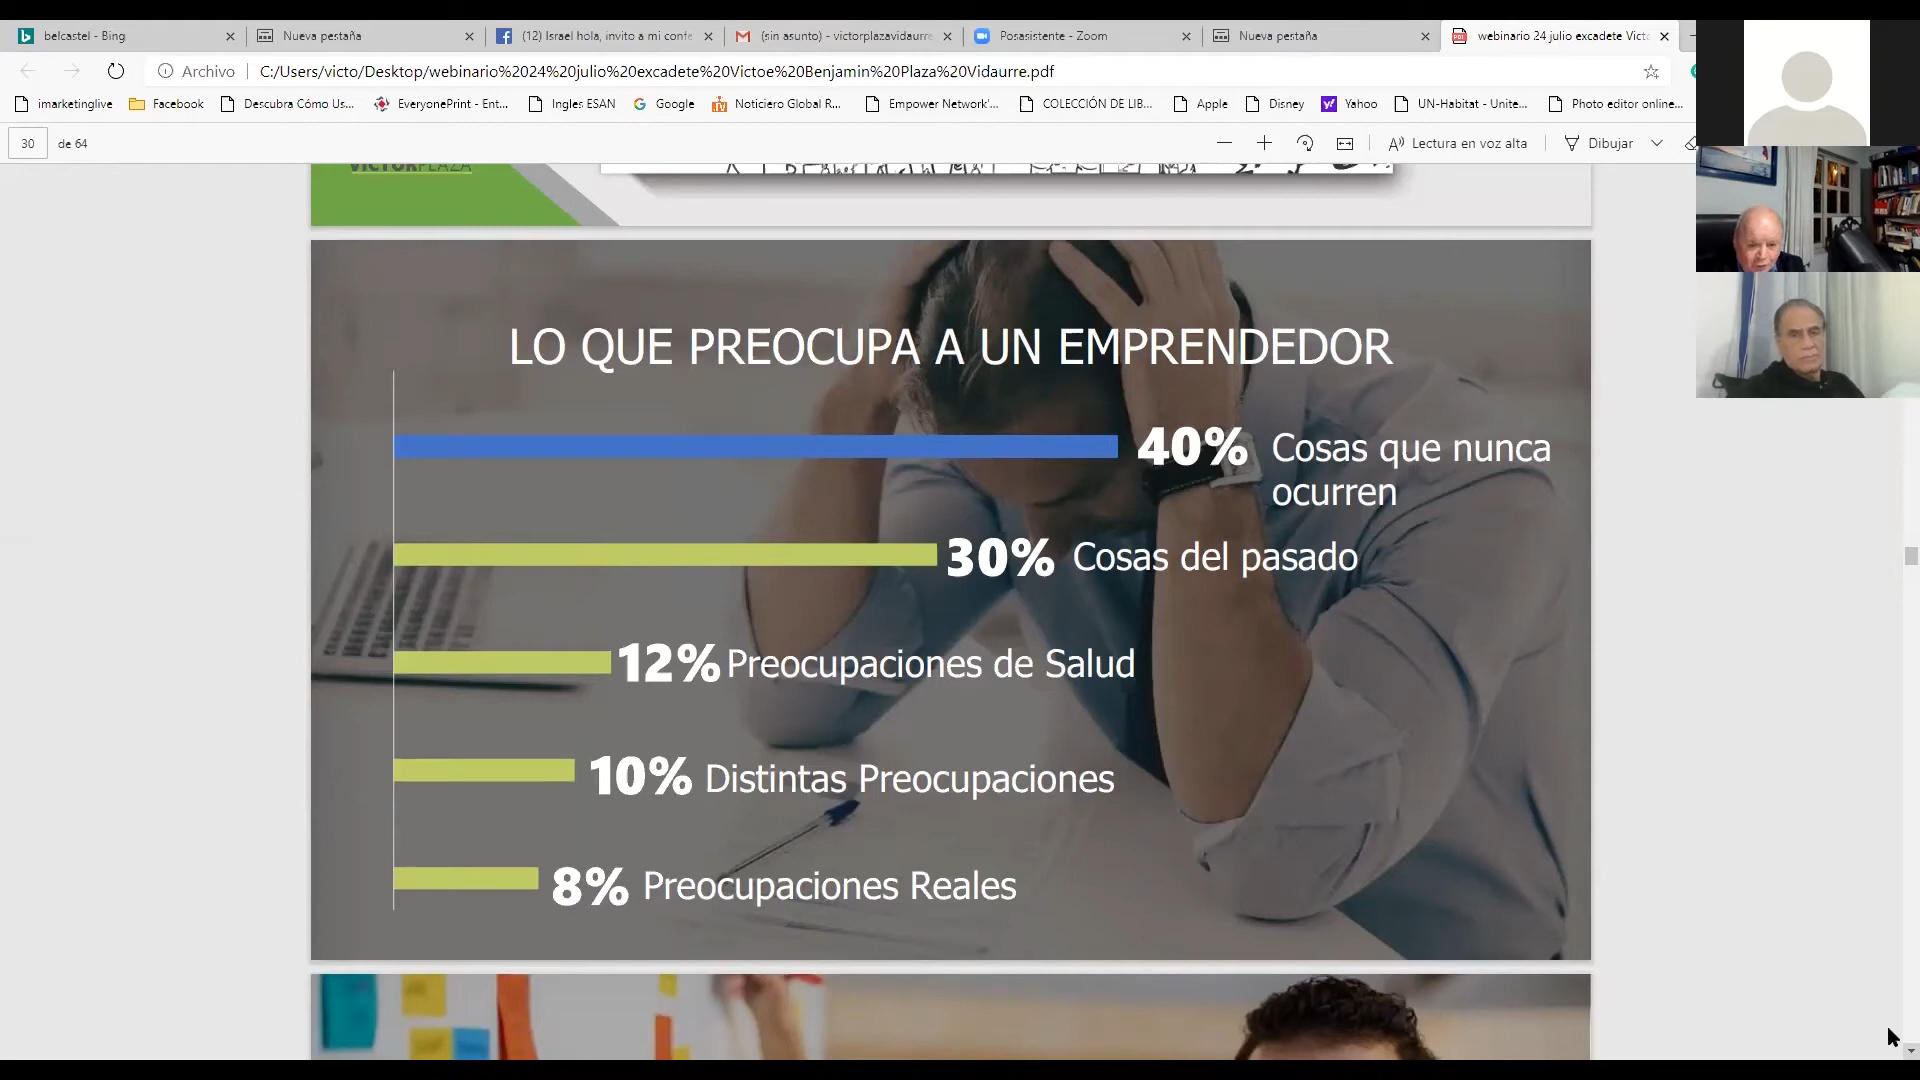 belcastel - Bing
Nueva pestaña
(12) Israel hola, invito a mi confe
(sin asunto) - victorplazavidaurre
Posasistente - Zoom
Nueva pestaña
webinario 24 julio excadete Victo
Archivo
C:/Users/victo/Desktop/webinario%2024%20julio%20excadete%20Victoe%20Benjamin%20Plaza%20Vidaurre.pdf
imarketinglive
Facebook
Descubra Cómo Us...
EveryonePrint - Ent...
Ingles ESAN
Google
Noticiero Global R...
Empower Network'...
COLECCIÓN DE LIB...
Apple
Disney
Yahoo
UN-Habitat - Unite...
Photo editor online...
30 de 64
Lectura en voz alta
Dibujar
VICTORPLAZA
LO QUE PREOCUPA A UN EMPRENDEDOR
40% Cosas que nunca
ocurren
30% Cosas del pasado
12% Preocupaciones de Salud
10% Distintas Preocupaciones
8% Preocupaciones Reales